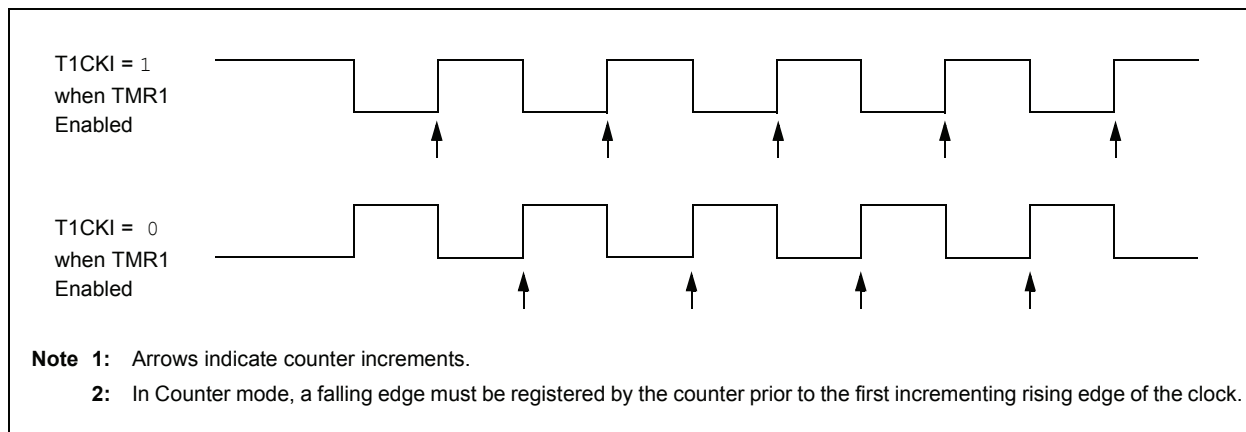 T1CKI = 1
when TMR1
Enabled
T1CKI = 0
when TMR1
Enabled
Note 1: Arrows indicate counter increments.
2: In Counter mode, a falling edge must be registered by the counter prior to the first incrementing rising edge of the clock.